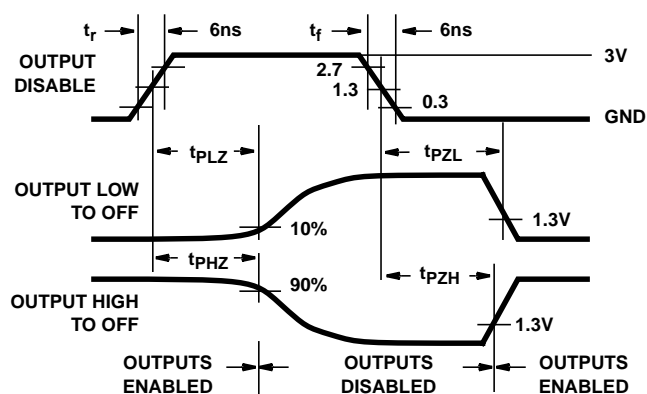 tr 6ns tf 6ns
OUTPUT DISABLE
2.7
1.3
0.3
3V
GND
tPLZ tPZL
OUTPUT LOW TO OFF
10%
1.3V
tPHZ tPZH
OUTPUT HIGH TO OFF
90%
1.3V
OUTPUTS ENABLED
OUTPUTS DISABLED
OUTPUTS ENABLED